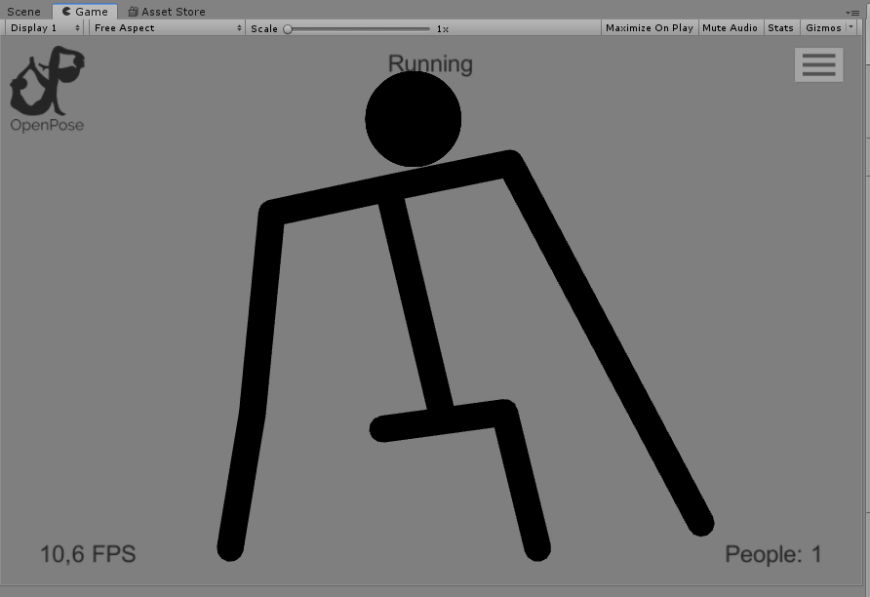 Scene Game Asset Store
Display 1 Free Aspect Scale 1x Maximize On Play Mute Audio Stats Gizmos
Running
OpenPose
10,6 FPS
People: 1